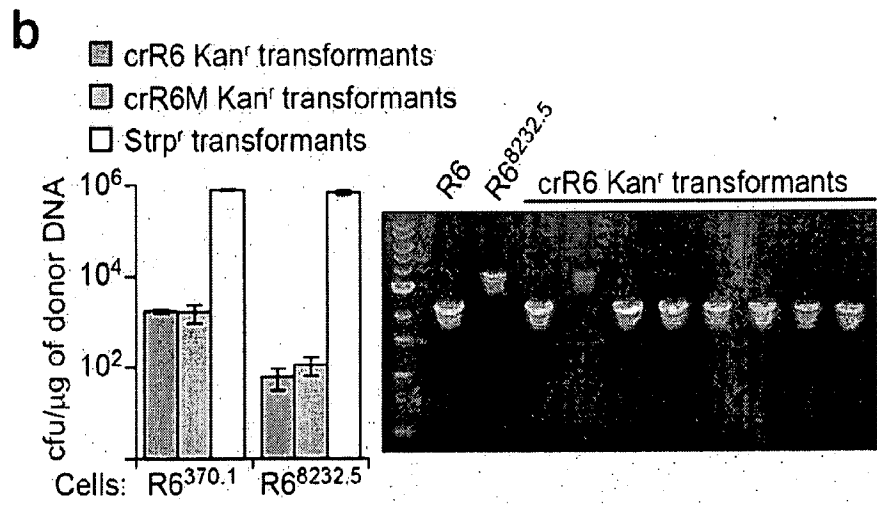 b
crR6 Kanʳ transformants
crR6M Kanʳ transformants
Strpʳ transformants
cfu/µg of donor DNA
10⁶
10⁴
10²
Cells: R6³⁷⁰·¹ R6⁸²³²·⁵
R6
R6⁸²³²·⁵
crR6 Kanʳ transformants